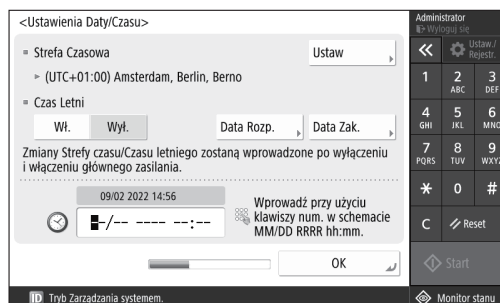 <Ustawienia Daty/Czasu>
Strefa Czasowa
Ustaw
(UTC+01:00) Amsterdam, Berlin, Berno
Czas Letni
Wł. Wył. Data Rozp. Data Zak.
Zmiany Strefy czasu/Czasu letniego zostaną wprowadzone po wyłączeniu
i włączeniu głównego zasilania.
09/02 2022 14:56
-/-- ---- --:--
Wprowadź przy użyciu
klawiszy num. w schemacie
MM/DD RRRR hh:mm.
OK
ID Tryb Zarządzania systemem.
Administrator
Wyloguj się
Ustaw./
Rejestr.
1 2 3
ABC DEF
4 5 6
GHI JKL MNO
7 8 9
PQRS TUV WXYZ
* 0 #
C Reset
Start
Monitor stanu